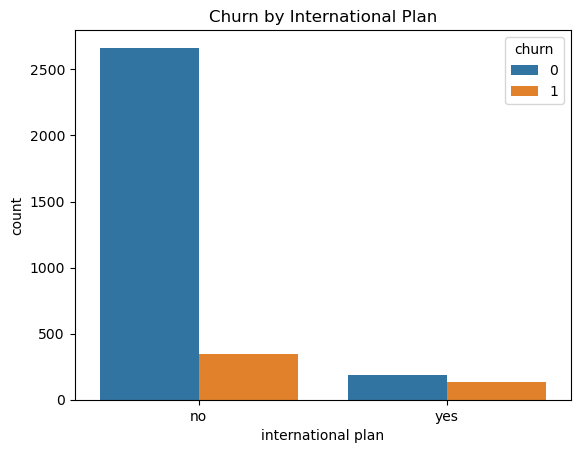 Churn by International Plan
churn
0
1
2500
2000
1500
1000
500
0
count
no
yes
international plan